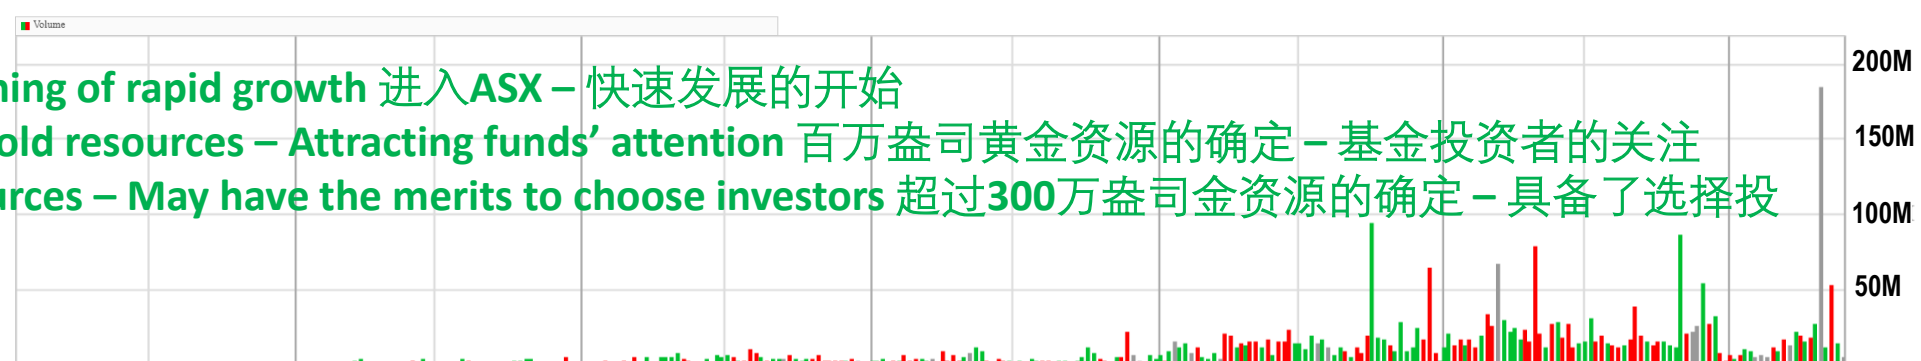 Volume
of rapid growth 进入ASX – 快速发展的开始
resources – Attracting funds’ attention 百万盎司黄金资源的确定 – 基金投资者的关注
– May have the merits to choose investors 超过300万盎司金资源的确定 – 具备了选择投
200M
150M
100M
50M